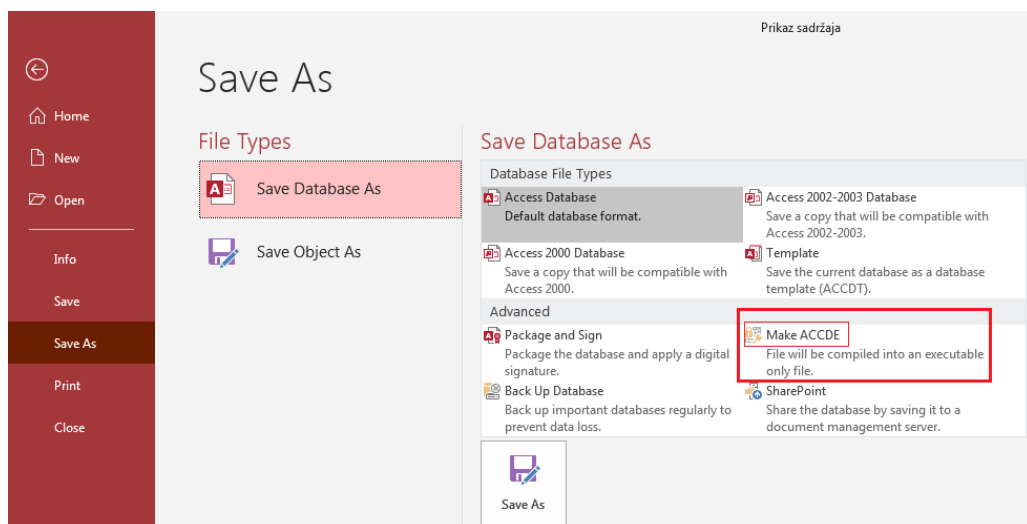 Prikaz sadržaja
Save As
Home
New
Open
Info
Save
Save As
Print
Close
File Types
Save Database As
Save Object As
Save Database As
Database File Types
Access Database
Default database format.
Access 2002-2003 Database
Save a copy that will be compatible with
Access 2002-2003.
Access 2000 Database
Save a copy that will be compatible with
Access 2000.
Template
Save the current database as a database
template (ACCDT).
Advanced
Package and Sign
Package the database and apply a digital
signature.
Make ACCDE
File will be compiled into an executable
only file.
Back Up Database
Back up important databases regularly to
prevent data loss.
SharePoint
Share the database by saving it to a
document management server.
Save As